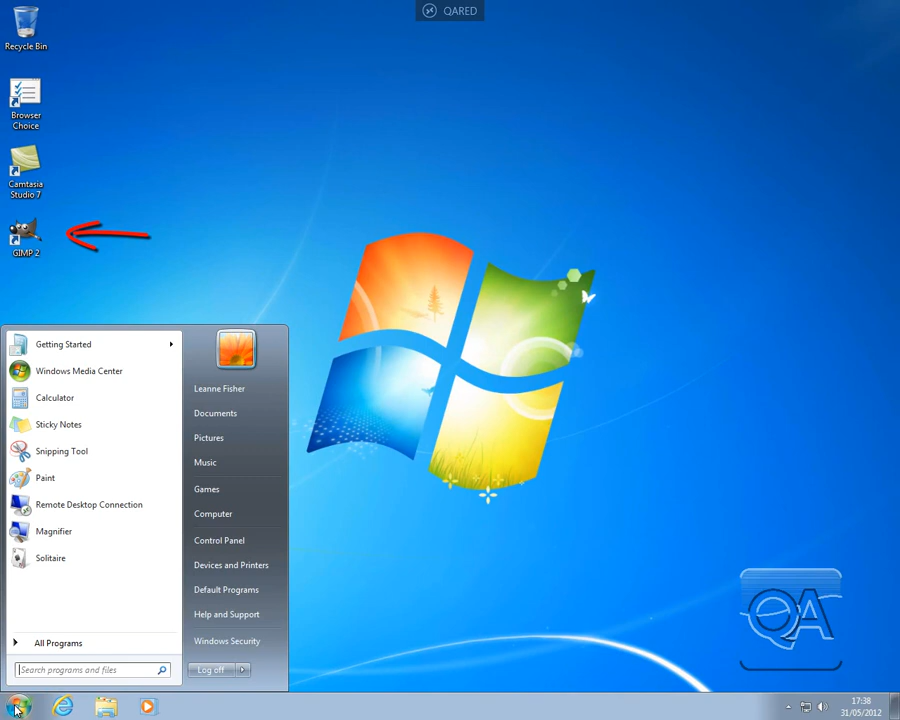 QARED
Recycle Bin
Browser
Choice
Camtasia
Studio 7
GIMP 2
Getting Started
Windows Media Center
Calculator
Sticky Notes
Snipping Tool
Paint
Remote Desktop Connection
Magnifier
Solitaire
All Programs
Search programs and files
Leanne Fisher
Documents
Pictures
Music
Games
Computer
Control Panel
Devices and Printers
Default Programs
Help and Support
Windows Security
Log off
QA
17:38
31/05/2012